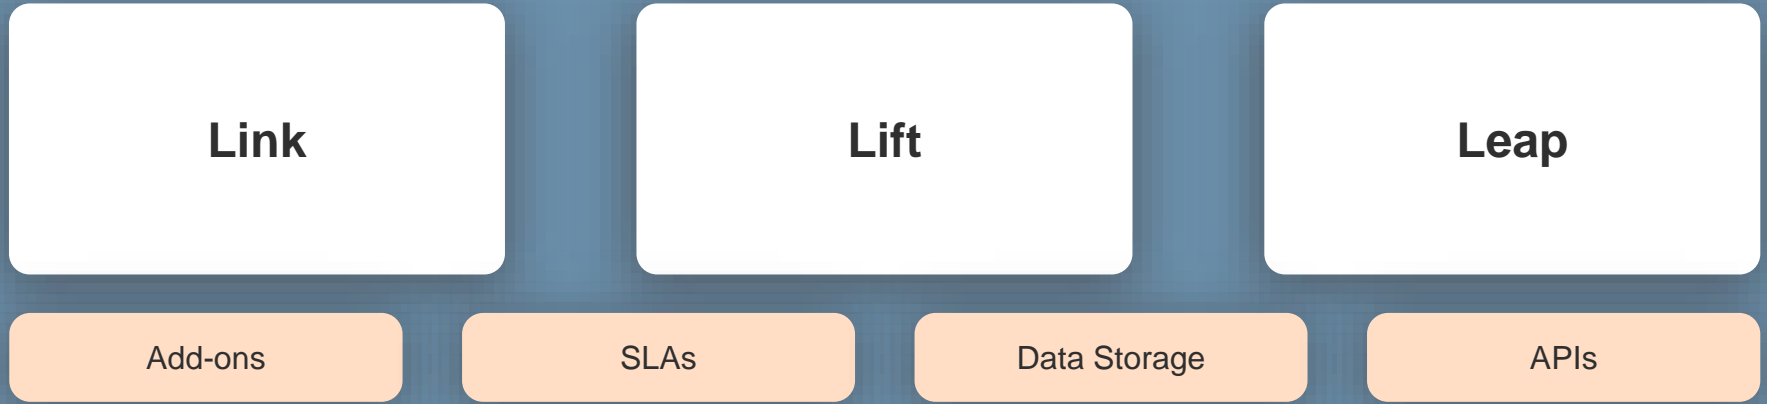 Link
Lift
Leap
Add-ons
SLAs
Data Storage
APIs